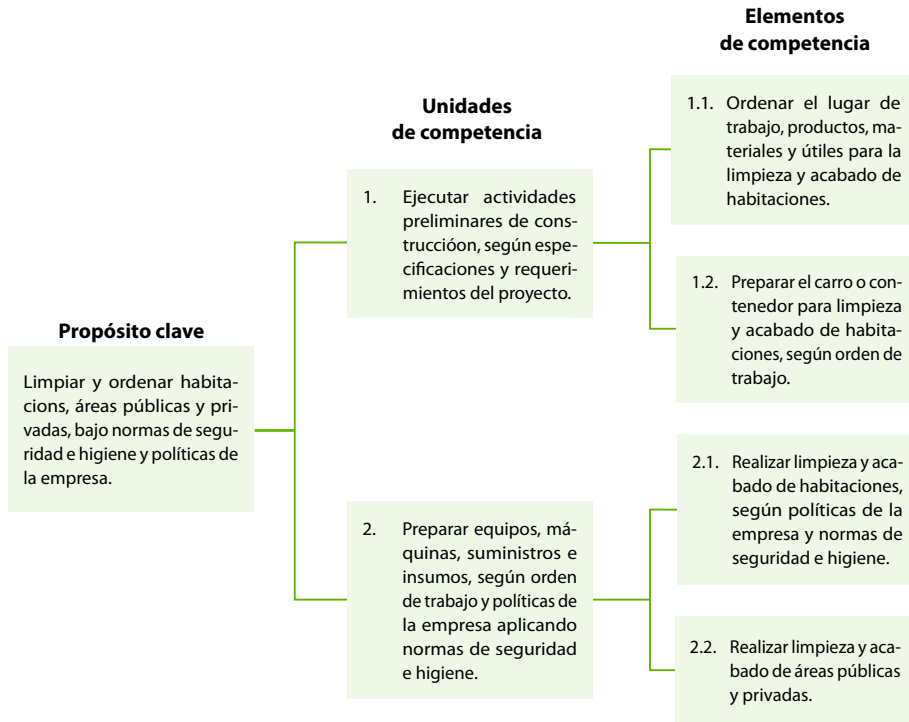 Elementos
de competencia
Unidades
de competencia
Propósito clave
Limpiar y ordenar habita-
cions, áreas públicas y pri-
vadas, bajo normas de segu-
ridad e higiene y políticas de
la empresa.
1. Ejecutar actividades
preliminares de cons-
truccióon, según espe-
cificaciones y requeri-
mientos del proyecto.
1.1. Ordenar el lugar de
trabajo, productos, ma-
teriales y útiles para la
limpieza y acabado de
habitaciones.
1.2. Preparar el carro o con-
tenedor para limpieza
y acabado de habita-
ciones, según orden de
trabajo.
2. Preparar equipos, má-
quinas, suministros e
insumos, según orden
de trabajo y políticas de
la empresa aplicando
normas de seguridad
e higiene.
2.1. Realizar limpieza y aca-
bado de habitaciones,
según políticas de la
empresa y normas de
seguridad e higiene.
2.2. Realizar limpieza y aca-
bado de áreas públicas
y privadas.